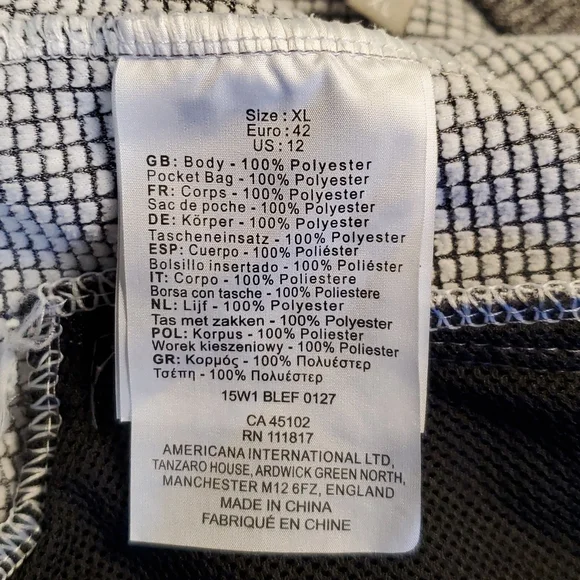 Size : XL
Euro : 42
US : 12
GB: Body - 100% Polyester
Pocket Bag - 100% Polyester
FR: Corps - 100% Polyester
Sac de poche - 100% Polyester
DE: Körper - 100% Polyester
Tascheneinsatz - 100% Polyester
ESP: Cuerpo - 100% Poliéster
Bolsillo insertado - 100% Poliéster
IT: Corpo - 100% Poliestere
Borsa con tasche - 100% Poliestere
NL: Lijf - 100% Polyester
Tas met zakken - 100% Polyester
POL: Korpus - 100% Polyester
Worek kieszeniowy - 100% Polyester
GR: Κορμός - 100% Πολυέστερ
Τσέπη - 100% Πολυέστερ
15W1 BLEF 0127
CA 45102
RN 111817
AMERICANA INTERNATIONAL LTD,
TANZARO HOUSE, ARDWICK GREEN NORTH,
MANCHESTER M12 6FZ, ENGLAND
MADE IN CHINA
FABRIQUÉ EN CHINE